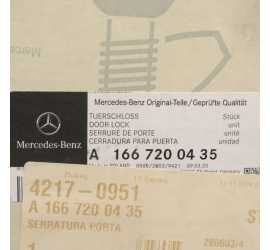 Mercedes-Benz Original-Teile/Geprüfte Qualität
TUERSCHLOSS Stück
DOOR LOCK unit
SERRURE DE PORTE unité
CERRADURA PARA PUERTA unidad
Mercedes-Benz
A 166 720 04 35
4217-0951
A 166 720 04 35
SERRATURA PORTA